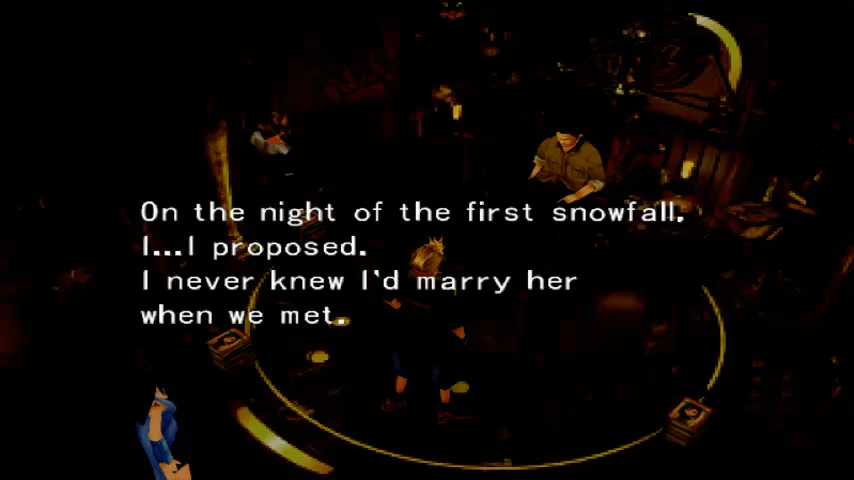 On the night of the first snowfall.
I...I proposed.
I never knew I'd marry her
when we met.